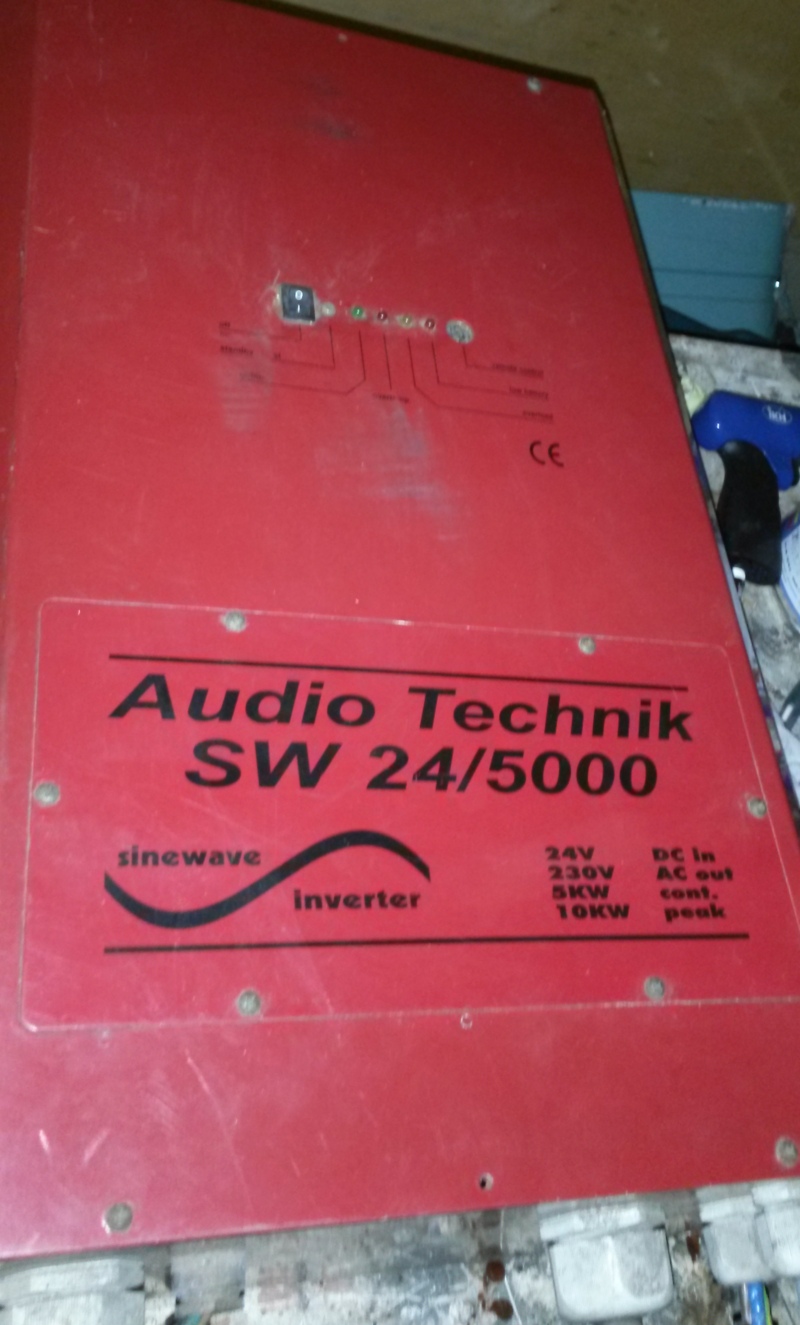 CE
Audio Technik
SW 24/5000
sinewave
inverter
24V DC in
230V AC out
5KW cont.
10KW peak